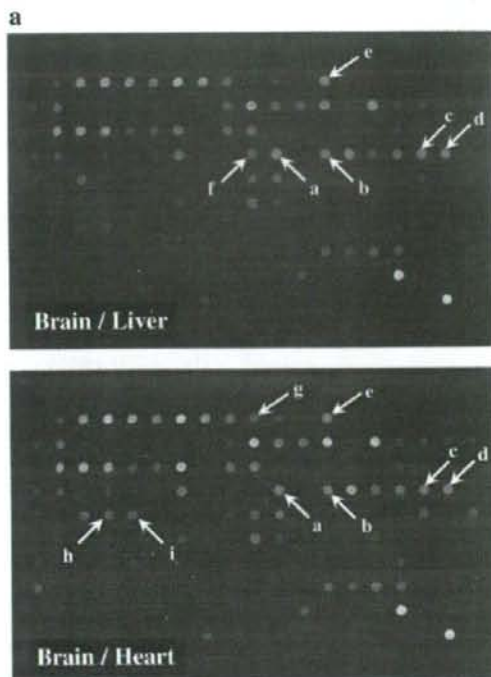 a
e
c d
f a b
Brain / Liver
g e
c d
a b
h i
Brain / Heart